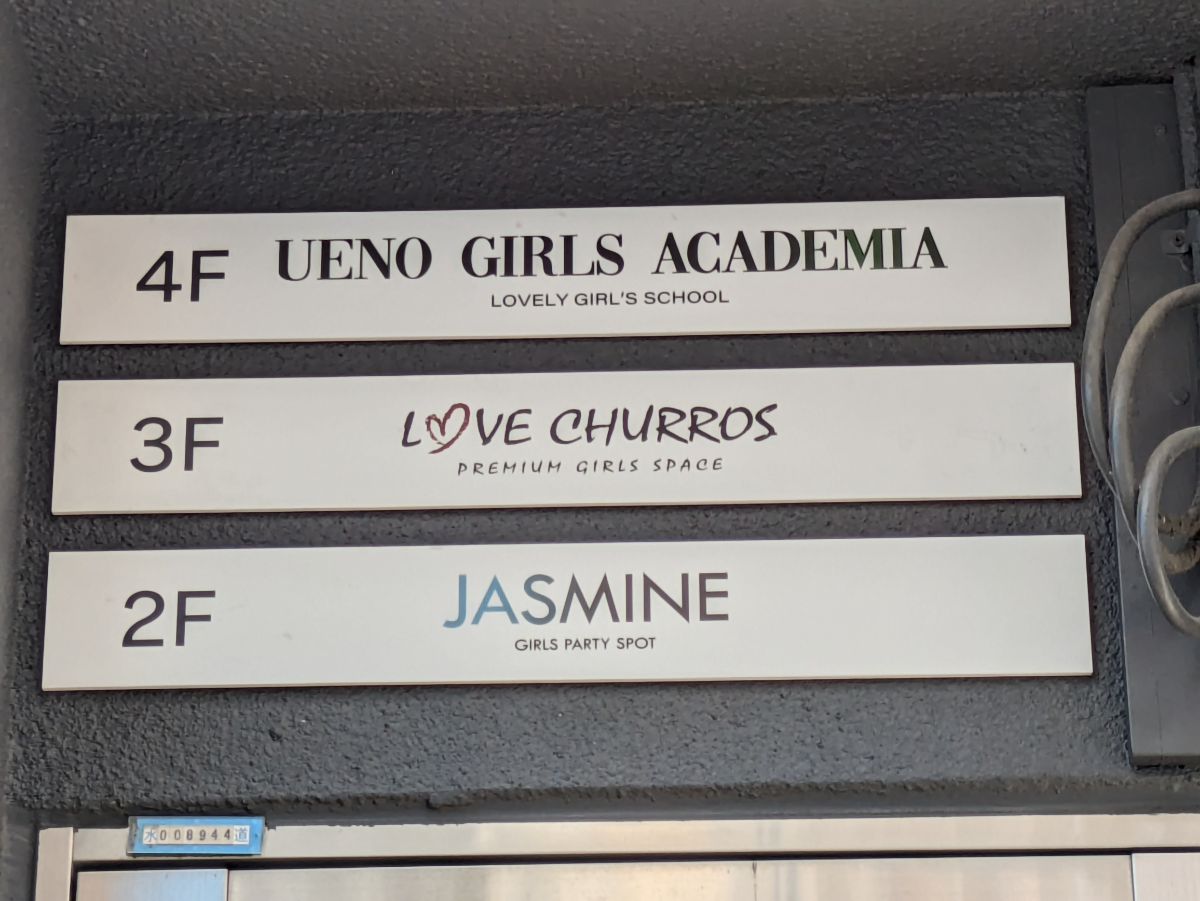 4F UENO GIRLS ACADEMIA
LOVELY GIRL'S SCHOOL
3F LOVE CHURROS
PREMIUM GIRLS SPACE
2F JASMINE
GIRLS PARTY SPOT
水008944道